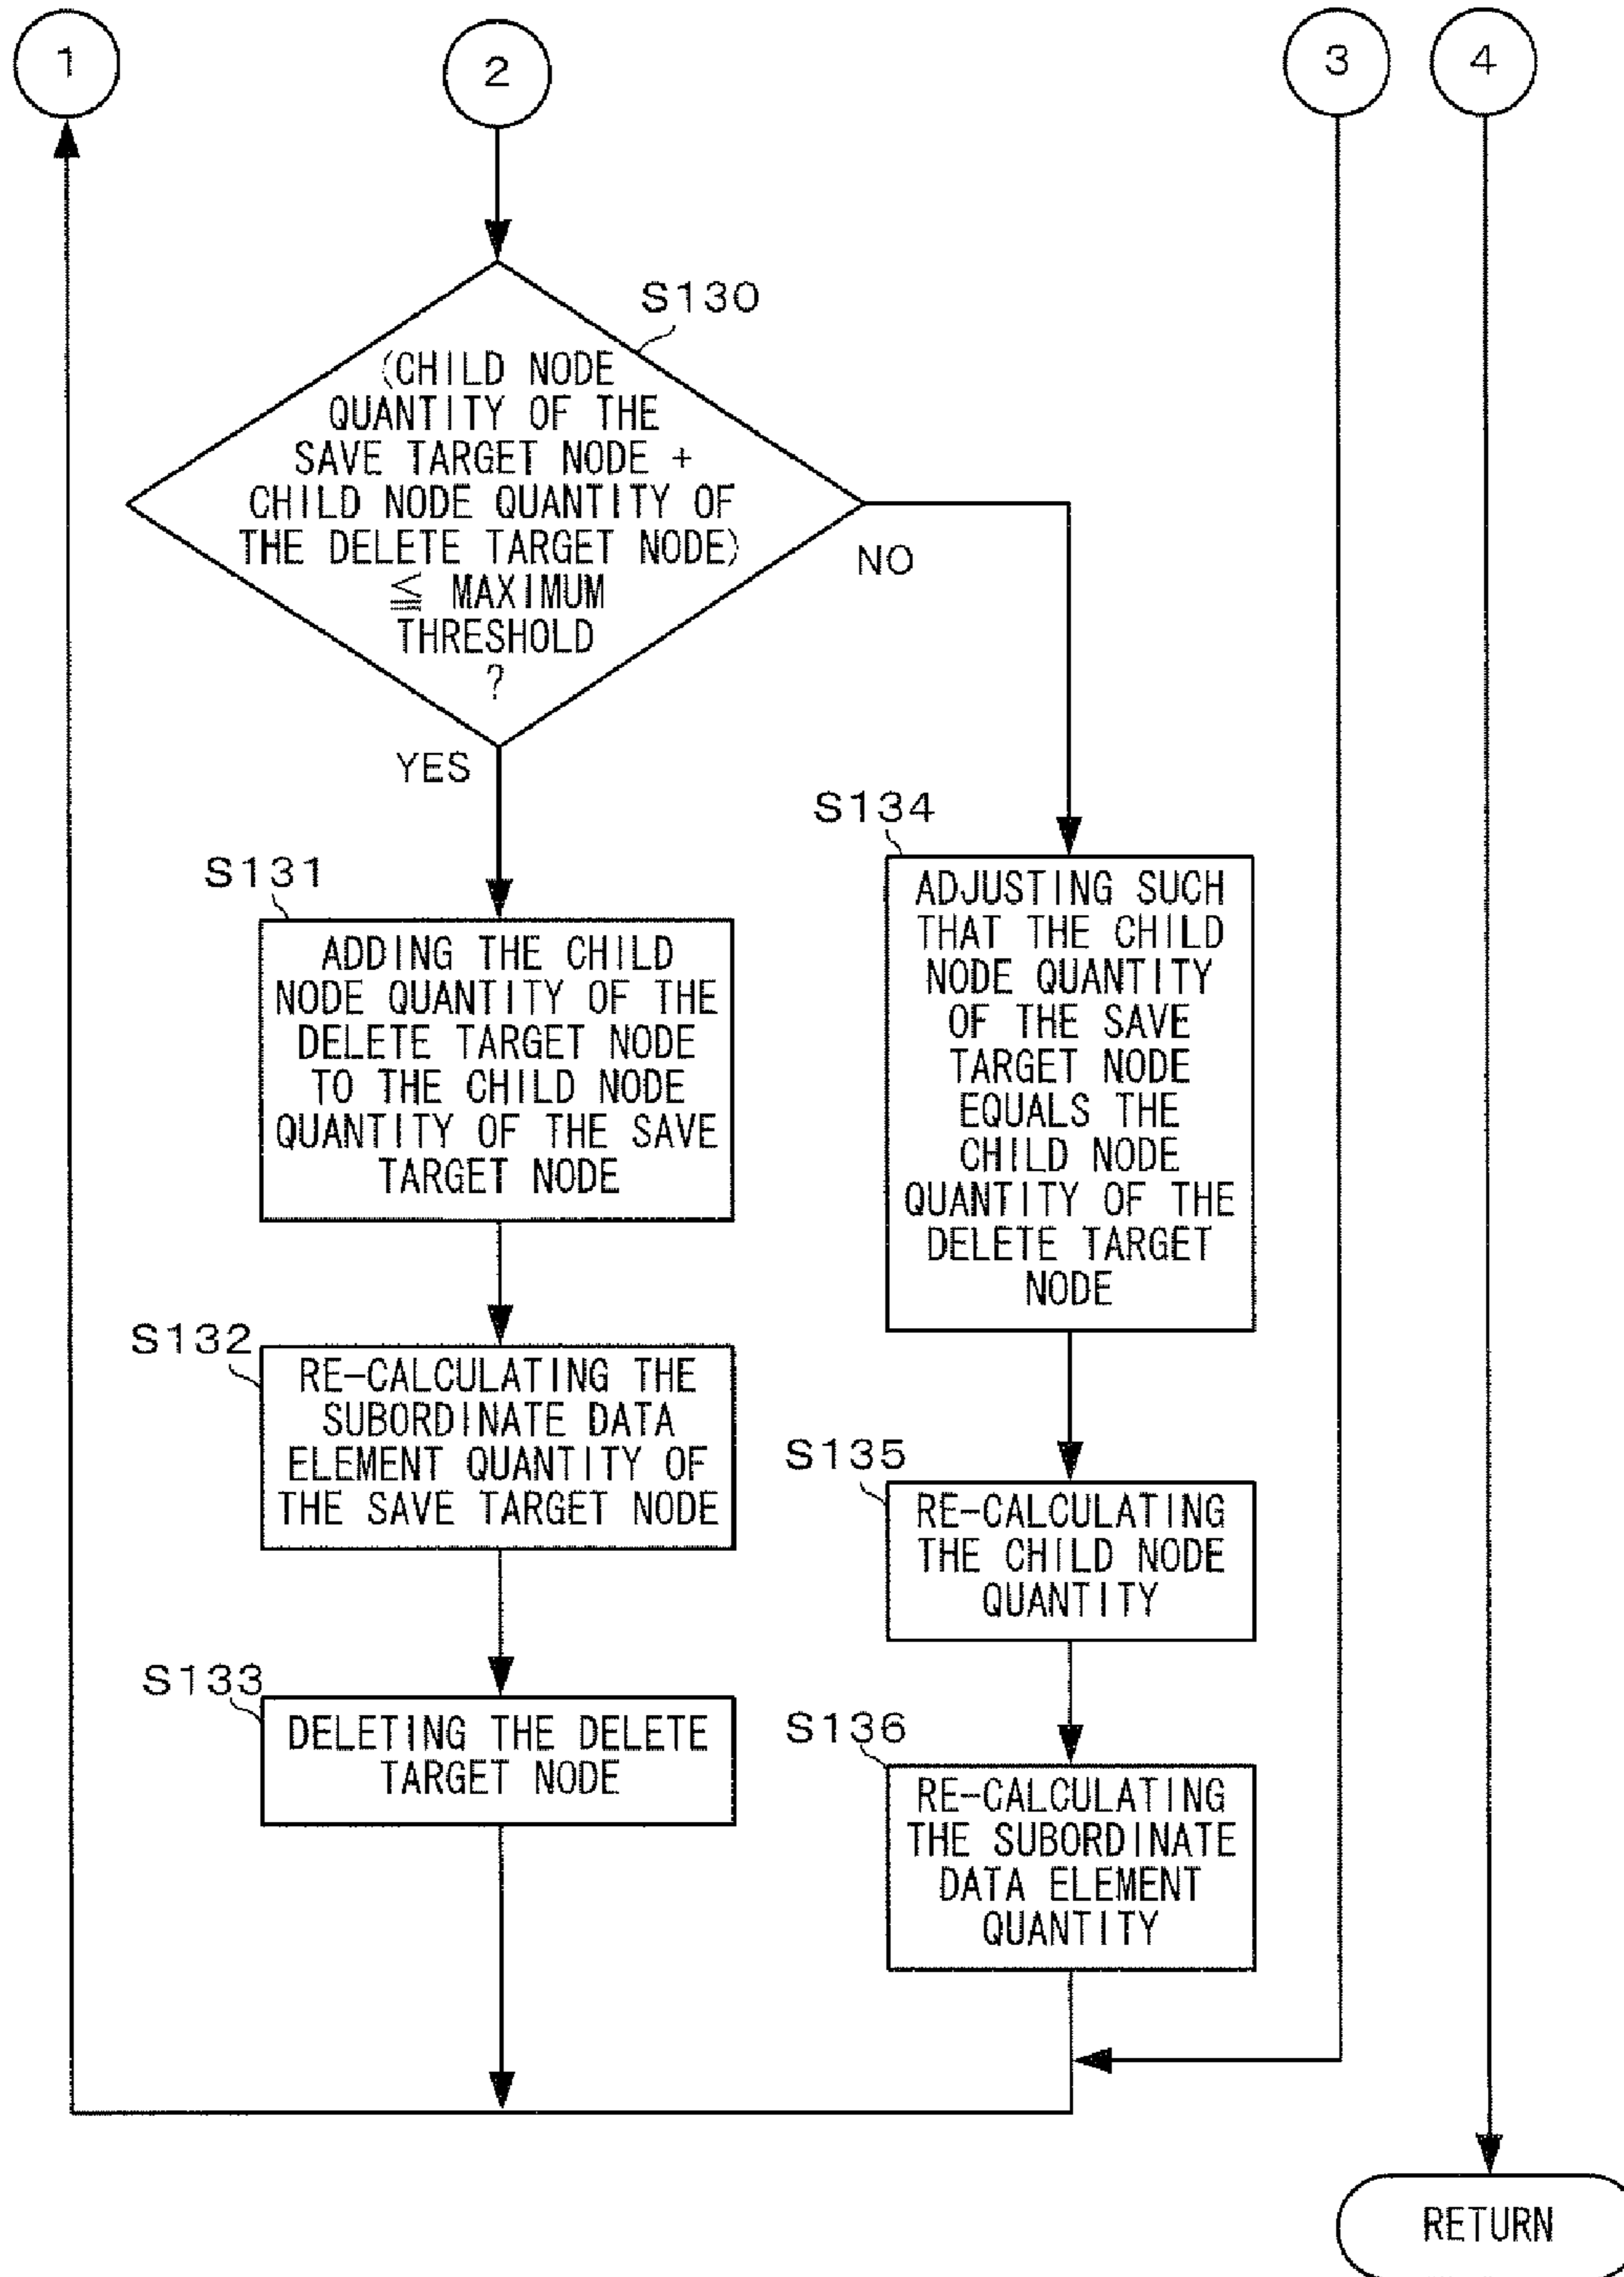 1
2
3
4
S130
(CHILD NODE
QUANTITY OF THE
SAVE TARGET NODE +
CHILD NODE QUANTITY OF
THE DELETE TARGET NODE)
≦ MAXIMUM
THRESHOLD
?
NO
YES
S131
ADDING THE CHILD
NODE QUANTITY OF THE
DELETE TARGET NODE
TO THE CHILD NODE
QUANTITY OF THE SAVE
TARGET NODE
S132
RE-CALCULATING THE
SUBORDINATE DATA
ELEMENT QUANTITY OF
THE SAVE TARGET NODE
S133
DELETING THE DELETE
TARGET NODE
S134
ADJUSTING SUCH
THAT THE CHILD
NODE QUANTITY
OF THE SAVE
TARGET NODE
EQUALS THE
CHILD NODE
QUANTITY OF THE
DELETE TARGET
NODE
S135
RE-CALCULATING
THE CHILD NODE
QUANTITY
S136
RE-CALCULATING
THE SUBORDINATE
DATA ELEMENT
QUANTITY
RETURN